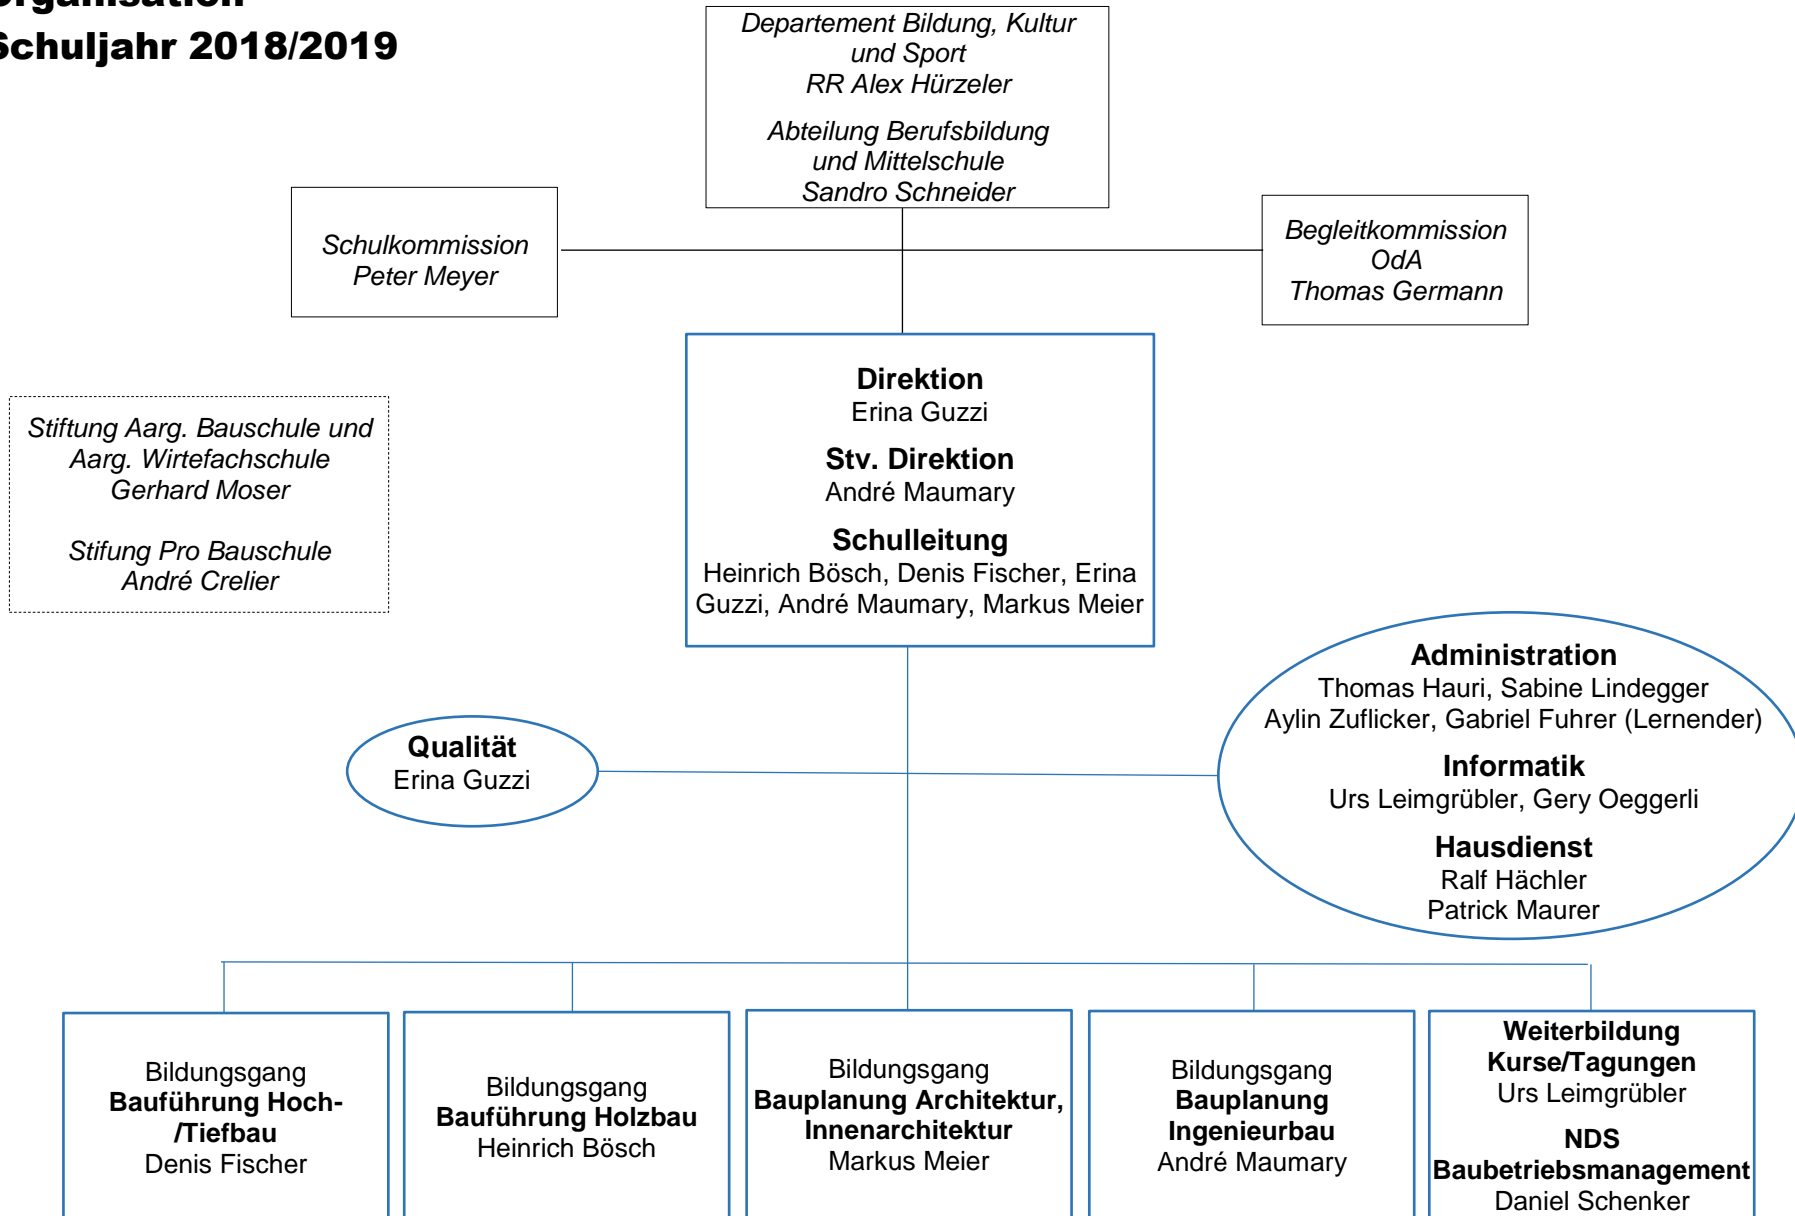 Organisation
Schuljahr 2018/2019
Departement Bildung, Kultur
und Sport
RR Alex Hürzeler
Abteilung Berufsbildung
und Mittelschule
Sandro Schneider
Schulkommission
Peter Meyer
Begleitkommission
OdA
Thomas Germann
Direktion
Erina Guzzi
Stv. Direktion
André Maumary
Schulleitung
Heinrich Bösch, Denis Fischer, Erina
Guzzi, André Maumary, Markus Meier
Stiftung Aarg. Bauschule und
Aarg. Wirtefachschule
Gerhard Moser
Stifung Pro Bauschule
André Crelier
Qualität
Erina Guzzi
Administration
Thomas Hauri, Sabine Lindegger
Aylin Zuflicker, Gabriel Fuhrer (Lernender)
Informatik
Urs Leimgrübler, Gery Oeggerli
Hausdienst
Ralf Hächler
Patrick Maurer
Bildungsgang
Bauführung Hoch-
/Tiefbau
Denis Fischer
Bildungsgang
Bauführung Holzbau
Heinrich Bösch
Bildungsgang
Bauplanung Architektur,
Innenarchitektur
Markus Meier
Bildungsgang
Bauplanung
Ingenieurbau
André Maumary
Weiterbildung
Kurse/Tagungen
Urs Leimgrübler
NDS
Baubetriebsmanagement
Daniel Schenker